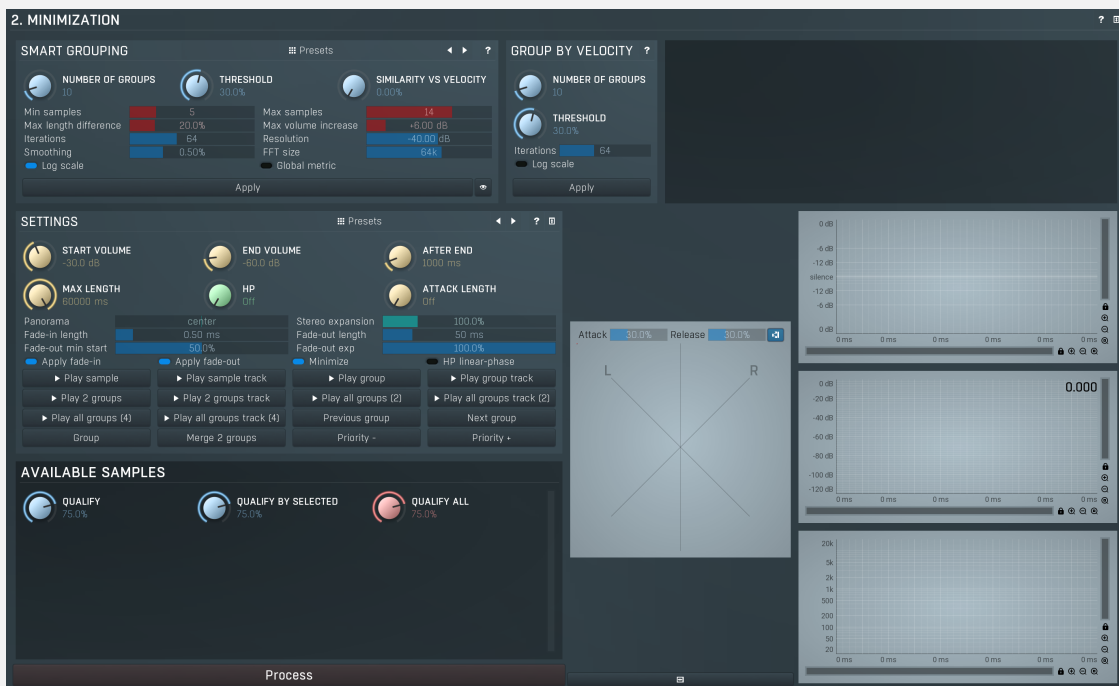 2. MINIMIZATION ?
SMART GROUPING Presets ?
NUMBER OF GROUPS THRESHOLD SIMILARITY VS VELOCITY
10 30.0% 0.00%
Min samples 5 Max samples 14
Max length difference 20.0% Max volume increase +6.00 dB
Iterations 64 Resolution -40.00 dB
Smoothing 0.50% FFT size 64k
Log scale Global metric
Apply
GROUP BY VELOCITY ?
NUMBER OF GROUPS
10
THRESHOLD
30.0%
Iterations 64
Log scale
Apply
SETTINGS Presets ?
START VOLUME END VOLUME AFTER END
-30.0 dB -60.0 dB 1000 ms
MAX LENGTH HP ATTACK LENGTH
60000 ms Off Off
Panorama center Stereo expansion 100.0%
Fade-in length 0.50 ms Fade-out length 50 ms
Fade-out min start 50.0% Fade-out exp 100.0%
Apply fade-in Apply fade-out Minimize HP linear-phase
Play sample Play sample track Play group Play group track
Play 2 groups Play 2 groups track Play all groups (2) Play all groups track (2)
Play all groups (4) Play all groups track (4) Previous group Next group
Group Merge 2 groups Priority - Priority +
AVAILABLE SAMPLES
QUALIFY QUALIFY BY SELECTED QUALIFY ALL
75.0% 75.0% 75.0%
Process
Attack 30.0% Release 30.0%
L R
0 dB
-6 dB
-12 dB
silence
-12 dB
-6 dB
0 dB
0 ms 0 ms 0 ms 0 ms 0 ms 0 ms
0 dB 0.000
-20 dB
-40 dB
-60 dB
-80 dB
-100 dB
-120 dB
0 ms 0 ms 0 ms 0 ms 0 ms 0 ms
20k
5k
2k
1k
500
200
100
50
20
0 ms 0 ms 0 ms 0 ms 0 ms 0 ms